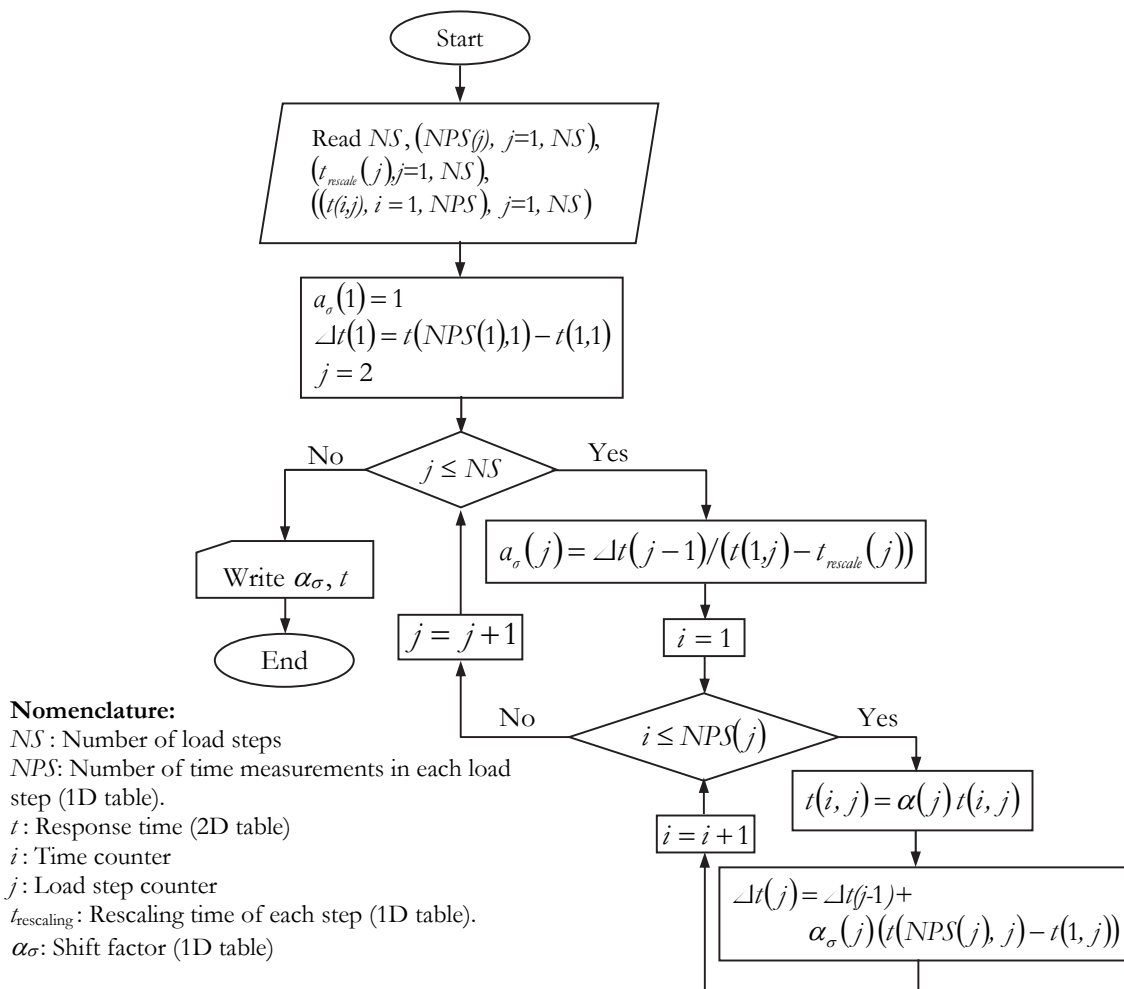 Start
Read NS, (NPS(j), j=1, NS),
(t_rescale(j),j=1, NS),
((t(i,j), i = 1, NPS), j=1, NS)
a_σ(1) = 1
⊿t(1) = t(NPS(1),1) − t(1,1)
j = 2
No
j ≤ NS
Yes
a_σ(j) = ⊿t(j − 1)/(t(1,j) − t_rescale(j))
Write α_σ, t
j = j+1
i = 1
End
No
i ≤ NPS(j)
Yes
t(i, j) = α(j) t(i, j)
i = i + 1
⊿t(j) = ⊿t(j-1)+
α_σ(j)(t(NPS(j), j) − t(1, j))
Nomenclature:
NS : Number of load steps
NPS: Number of time measurements in each load
step (1D table).
t : Response time (2D table)
i : Time counter
j : Load step counter
t_rescaling : Rescaling time of each step (1D table).
α_σ: Shift factor (1D table)